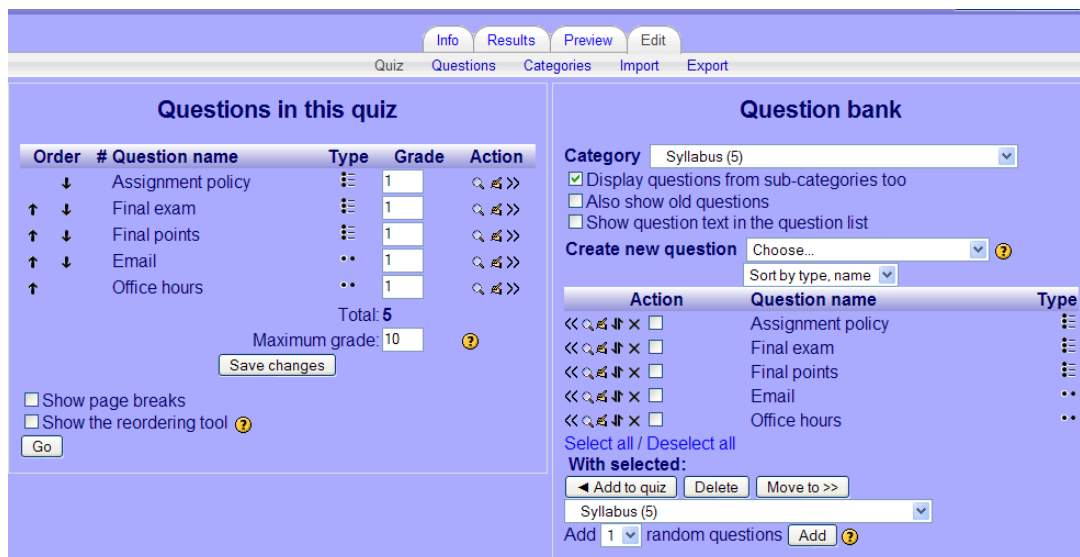 Info Results Preview Edit
Quiz Questions Categories Import Export
Questions in this quiz
Order # Question name Type Grade Action
Assignment policy 1
Final exam 1
Final points 1
Email 1
Office hours 1
Total: 5
Maximum grade: 10
Save changes
Show page breaks
Show the reordering tool
Go
Question bank
Category Syllabus (5)
Display questions from sub-categories too
Also show old questions
Show question text in the question list
Create new question Choose...
Sort by type, name
Action Question name Type
Assignment policy
Final exam
Final points
Email
Office hours
Select all / Deselect all
With selected:
◄ Add to quiz Delete Move to >>
Syllabus (5)
Add 1 random questions Add